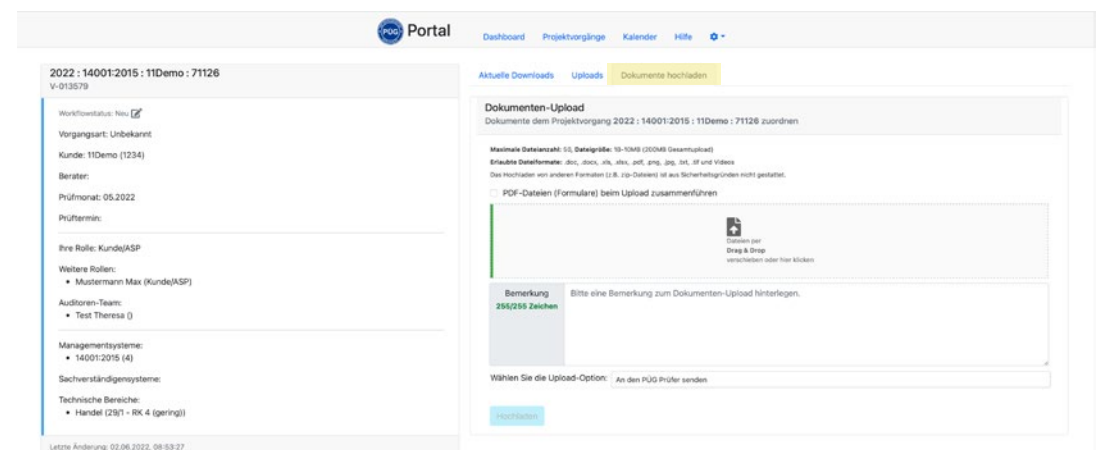 PÜG Portal
Dashboard Projektvorgänge Kalender Hilfe
2022 : 14001:2015 : 11Demo : 71126
V-013579
Workflowstatus: Neu
Vorgangsart: Unbekannt
Kunde: 11Demo (1234)
Berater:
Prüfmonat: 05.2022
Prüftermin:
Ihre Rolle: Kunde/ASP
Weitere Rollen:
• Mustermann Max (Kunde/ASP)
Auditoren-Team:
• Test Theresa ()
Managementsysteme:
• 14001:2015 (4)
Sachverständigensysteme:
Technische Bereiche:
• Handel (29/1 - RK 4 (gering))
Letzte Änderung: 02.06.2022, 08:53:27
Aktuelle Downloads Uploads Dokumente hochladen
Dokumenten-Upload
Dokumente dem Projektvorgang 2022 : 14001:2015 : 11Demo : 71126 zuordnen
Maximale Dateianzahl: 50, Dateigröße: 10-10MB (200MB Gesamtupload)
Erlaubte Dateiformate: .doc, .docx, .xls, .xlsx, .pdf, .png, .jpg, .txt, .tif und Videos
Das Hochladen von anderen Formaten (z.B. zip-Dateien) ist aus Sicherheitsgründen nicht gestattet.
PDF-Dateien (Formulare) beim Upload zusammenführen
Dateien per
Drag & Drop
verschieben oder hier klicken
Bemerkung
255/255 Zeichen
Bitte eine Bemerkung zum Dokumenten-Upload hinterlegen.
Wählen Sie die Upload-Option: An den PÜG Prüfer senden
Hochladen